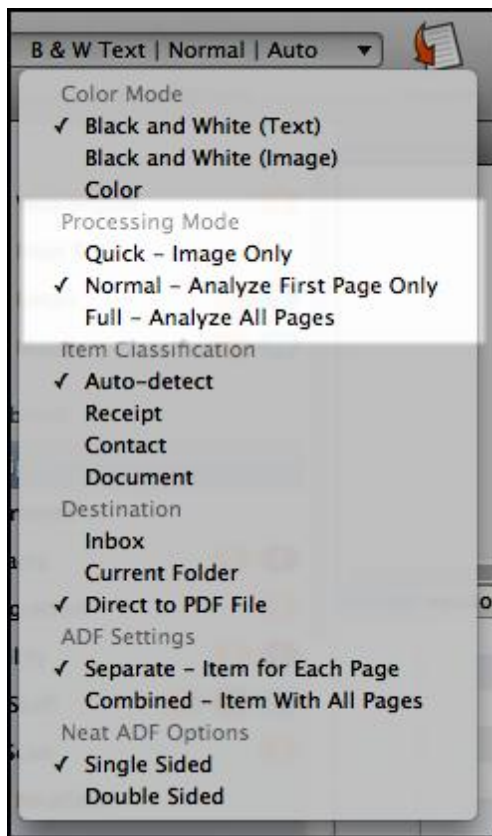 B & W Text | Normal | Auto
Color Mode
✓ Black and White (Text)
Black and White (Image)
Color
Processing Mode
Quick – Image Only
✓ Normal – Analyze First Page Only
Full – Analyze All Pages
Item Classification
✓ Auto-detect
Receipt
Contact
Document
Destination
Inbox
Current Folder
✓ Direct to PDF File
ADF Settings
✓ Separate – Item for Each Page
Combined – Item With All Pages
Neat ADF Options
✓ Single Sided
Double Sided